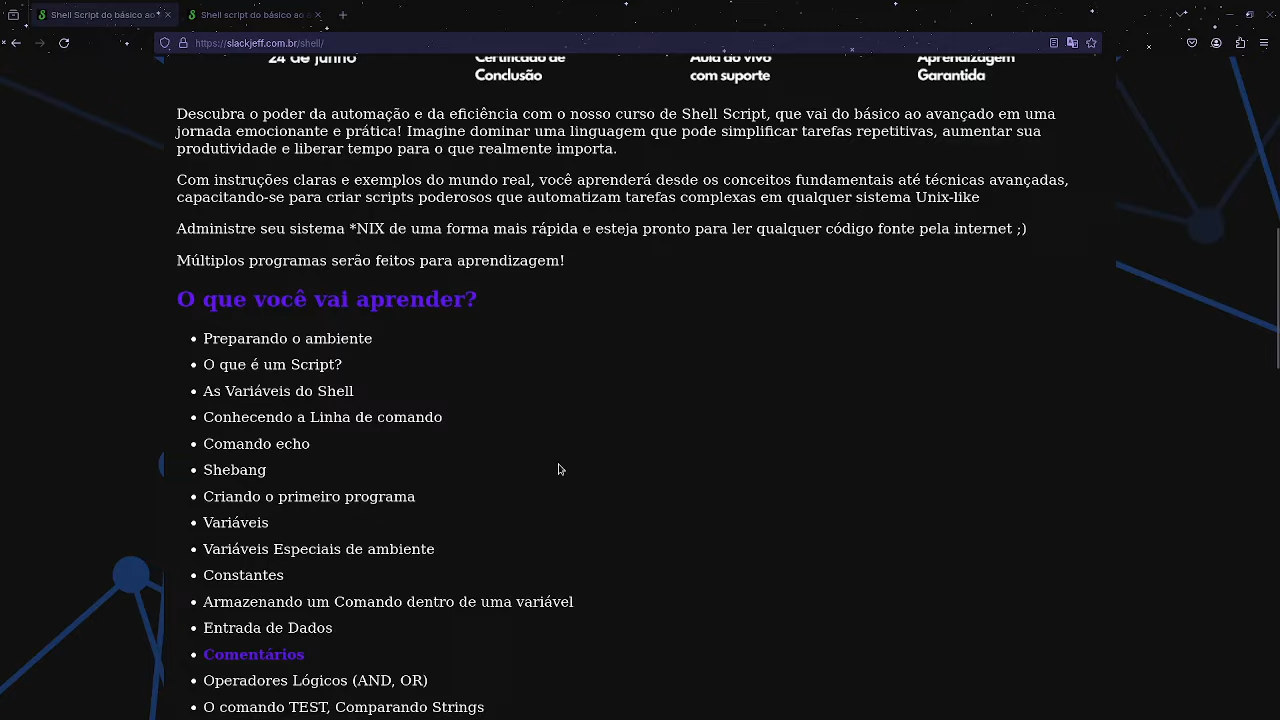 Shell Script do básico ao
Shell script do básico ao
https://slackjeff.com.br/shell/
24 de junho
Certificado de
Conclusão
Aula ao vivo
com suporte
Aprendizagem
Garantida
Descubra o poder da automação e da eficiência com o nosso curso de Shell Script, que vai do básico ao avançado em uma
jornada emocionante e prática! Imagine dominar uma linguagem que pode simplificar tarefas repetitivas, aumentar sua
produtividade e liberar tempo para o que realmente importa.
Com instruções claras e exemplos do mundo real, você aprenderá desde os conceitos fundamentais até técnicas avançadas,
capacitando-se para criar scripts poderosos que automatizam tarefas complexas em qualquer sistema Unix-like
Administre seu sistema *NIX de uma forma mais rápida e esteja pronto para ler qualquer código fonte pela internet ;)
Múltiplos programas serão feitos para aprendizagem!
O que você vai aprender?
• Preparando o ambiente
• O que é um Script?
• As Variáveis do Shell
• Conhecendo a Linha de comando
• Comando echo
• Shebang
• Criando o primeiro programa
• Variáveis
• Variáveis Especiais de ambiente
• Constantes
• Armazenando um Comando dentro de uma variável
• Entrada de Dados
• Comentários
• Operadores Lógicos (AND, OR)
• O comando TEST, Comparando Strings